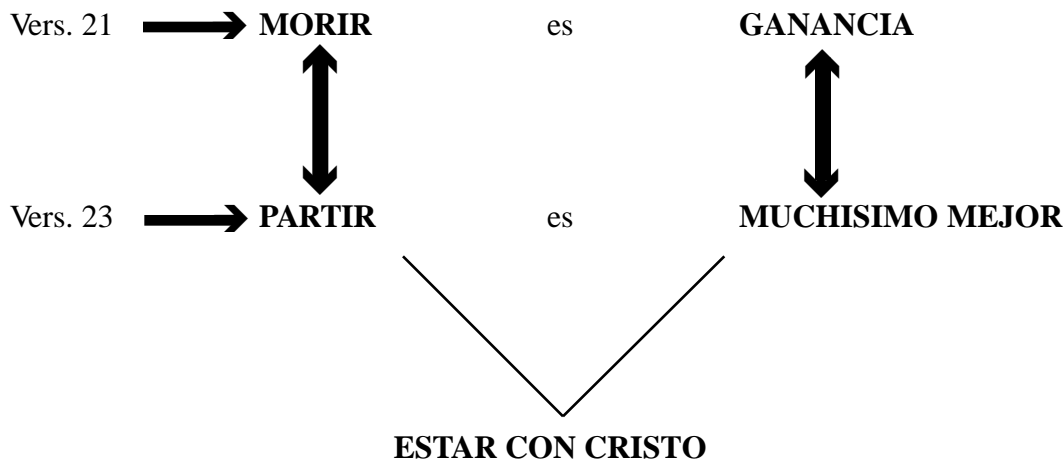 Vers. 21 MORIR es GANANCIA
Vers. 23 PARTIR es MUCHISIMO MEJOR
ESTAR CON CRISTO